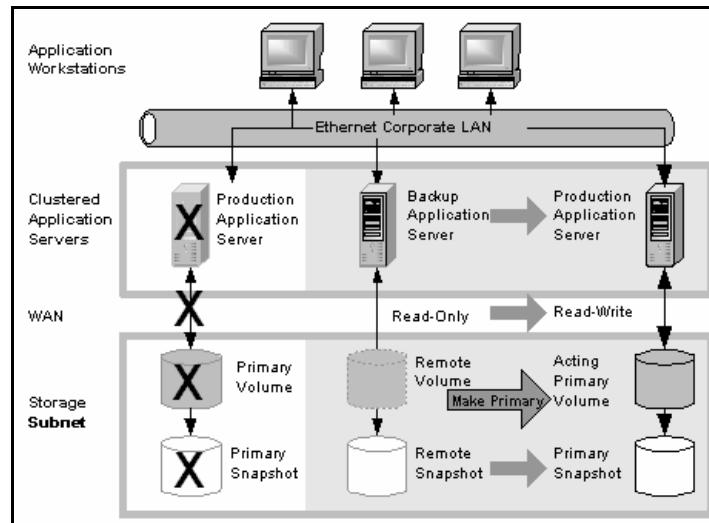 Application
Workstations
Ethernet Corporate LAN
Clustered
Application
Servers
X
Production
Application
Server
Backup
Application
Server
Production
Application
Server
WAN
X
Read-Only
Read-Write
Storage
Subnet
X
Primary
Volume
Remote
Volume
Make Primary
Acting
Primary
Volume
X
Primary
Snapshot
Remote
Snapshot
Primary
Snapshot